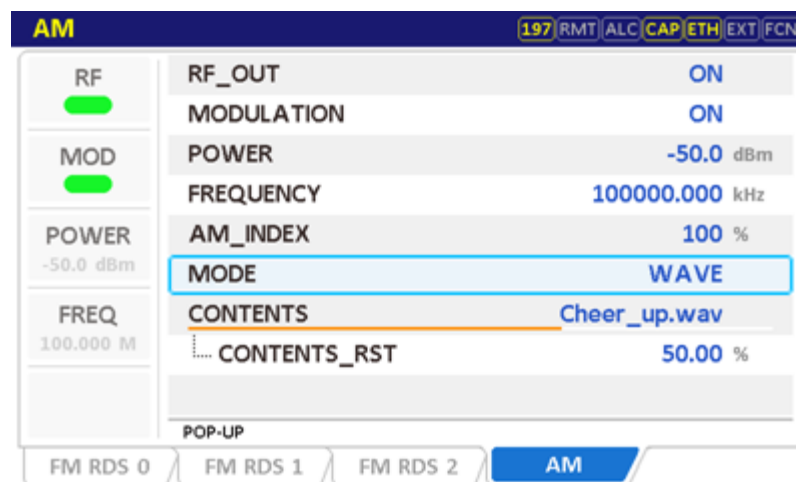 AM 197 RMT ALC CAP ETH EXT FCN
RF
MOD
POWER
-50.0 dBm
FREQ
100.000 M
RF_OUT ON
MODULATION ON
POWER -50.0 dBm
FREQUENCY 100000.000 kHz
AM_INDEX 100 %
MODE WAVE
CONTENTS Cheer_up.wav
CONTENTS_RST 50.00 %
POP-UP
FM RDS 0 FM RDS 1 FM RDS 2 AM